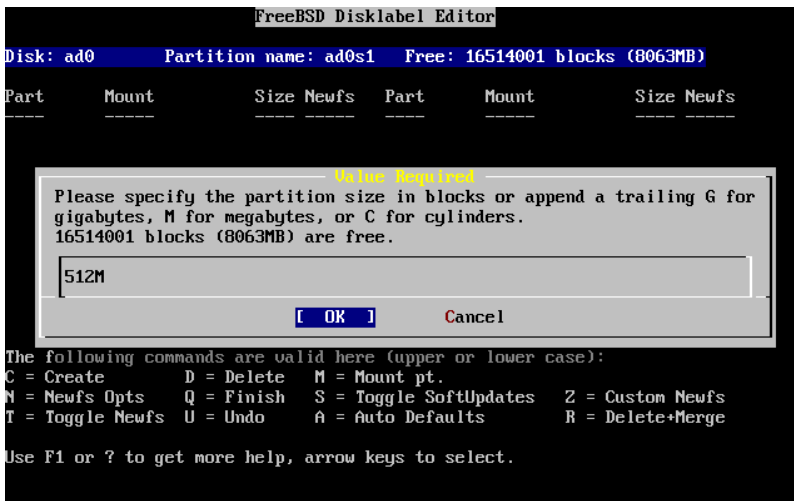 FreeBSD Disklabel Editor
Disk: ad0 Partition name: ad0s1 Free: 16514001 blocks (8063MB)
Part Mount Size Newfs Part Mount Size Newfs
---- ----- ---- ----- ---- ----- ---- -----
Value Required
Please specify the partition size in blocks or append a trailing G for
gigabytes, M for megabytes, or C for cylinders.
16514001 blocks (8063MB) are free.
512M
[ OK ] Cancel
The following commands are valid here (upper or lower case):
C = Create D = Delete M = Mount pt.
N = Newfs Opts Q = Finish S = Toggle SoftUpdates Z = Custom Newfs
T = Toggle Newfs U = Undo A = Auto Defaults R = Delete+Merge
Use F1 or ? to get more help, arrow keys to select.